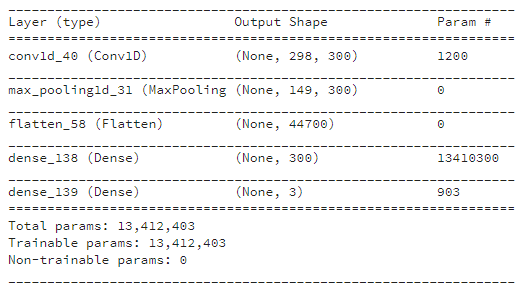 Layer (type) Output Shape Param #
conv1d_40 (Conv1D) (None, 298, 300) 1200
max_pooling1d_31 (MaxPooling (None, 149, 300) 0
flatten_58 (Flatten) (None, 44700) 0
dense_138 (Dense) (None, 300) 13410300
dense_139 (Dense) (None, 3) 903
Total params: 13,412,403
Trainable params: 13,412,403
Non-trainable params: 0